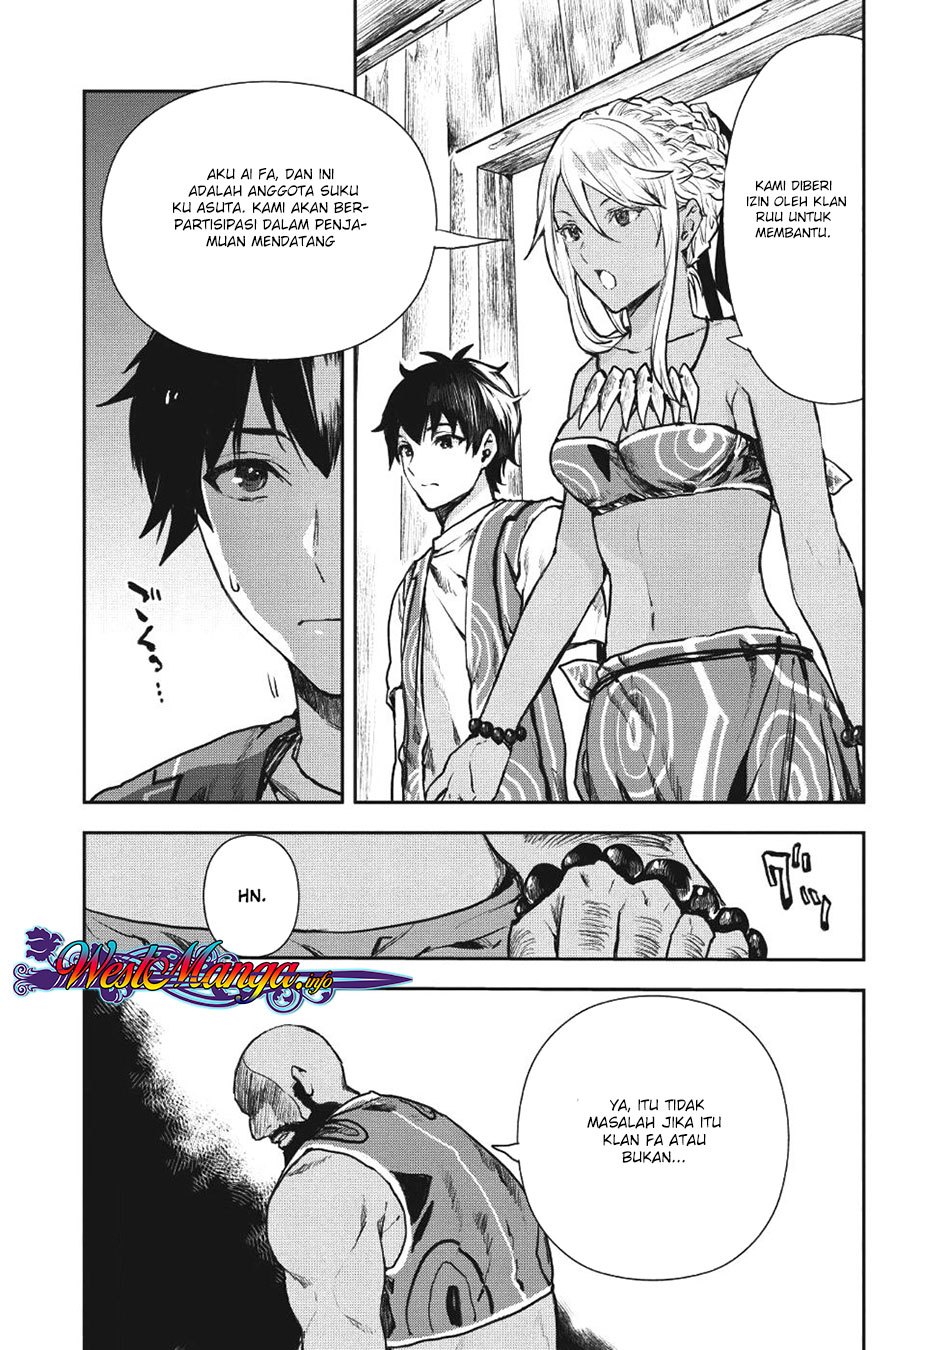 KAMI DIBERI
IZIN OLEH KLAN
RUU UNTUK
MEMBANTU.
AKU AI FA, DAN INI
ADALAH ANGGOTA SUKU
KU ASUTA. KAMI AKAN BER-
PARTISIPASI DALAM PENJA-
MUAN MENDATANG
HN.
WestManga.info
YA, ITU TIDAK
MASALAH JIKA ITU
KLAN FA ATAU
BUKAN...